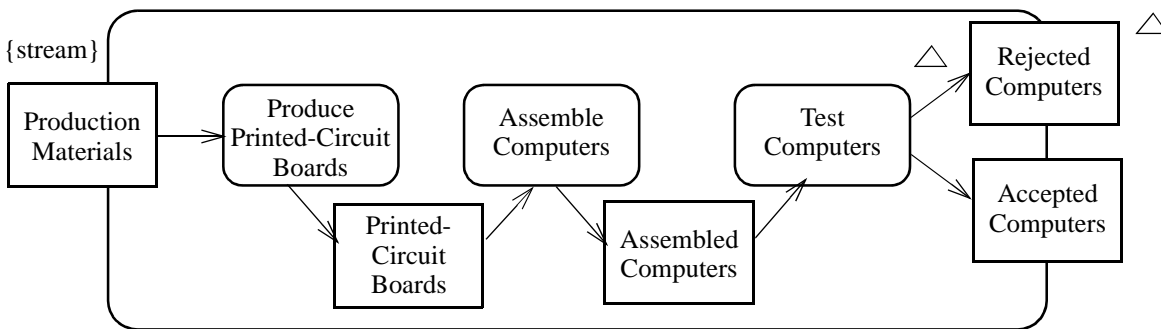 {stream}
Production
Materials
Produce
Printed-Circuit
Boards
Printed-
Circuit
Boards
Assemble
Computers
Assembled
Computers
Test
Computers
Rejected
Computers
Accepted
Computers